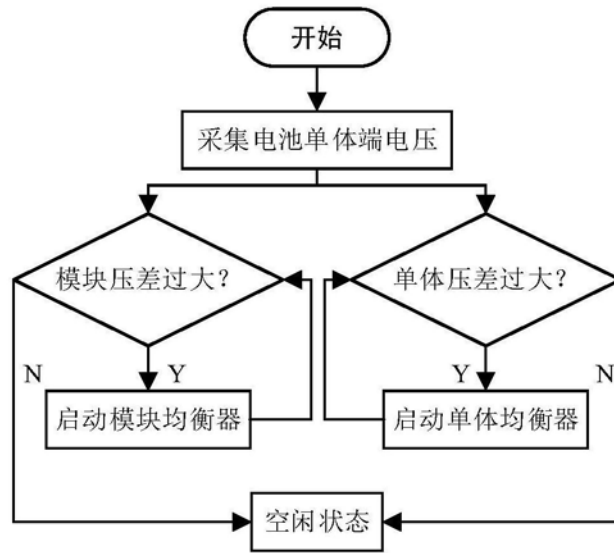 开始
采集电池单体端电压
模块压差过大?
单体压差过大?
N
Y
Y
N
启动模块均衡器
启动单体均衡器
空闲状态